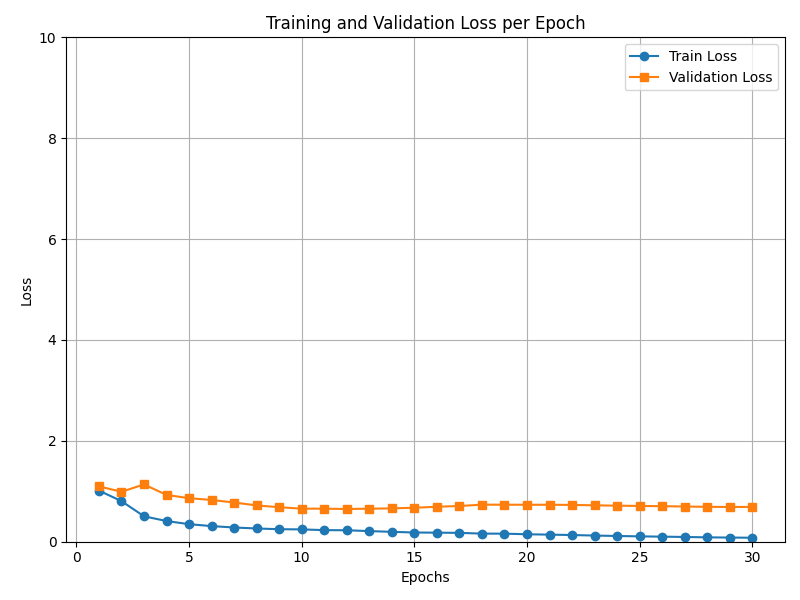 Training and Validation Loss per Epoch
Train Loss
Validation Loss
Loss
10
8
6
4
2
0
0 5 10 15 20 25 30
Epochs